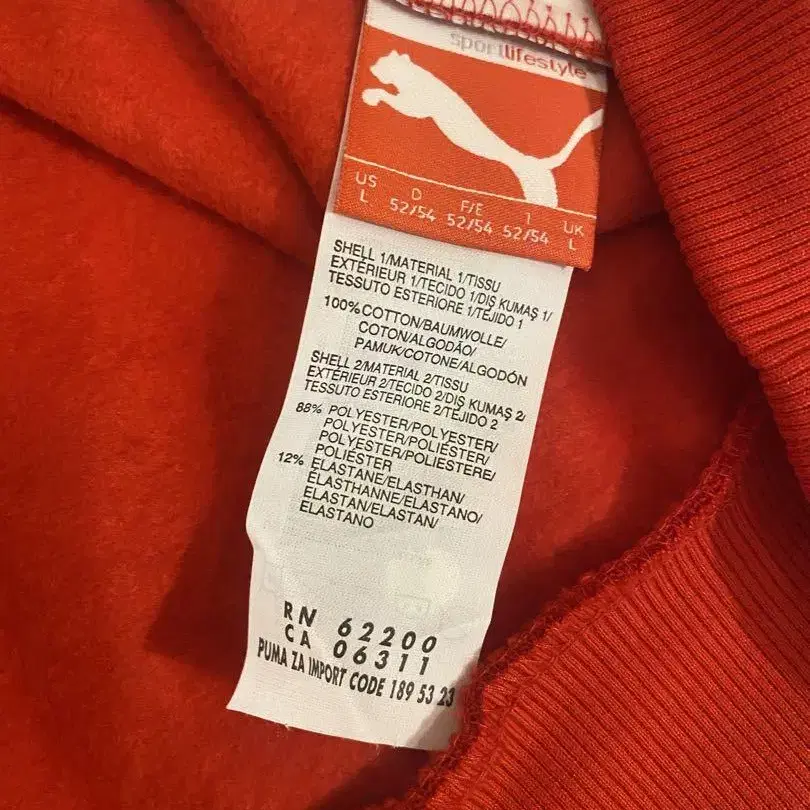 sportlifestyle
US D F/E I UK
L 52/54 52/54 52/54 L
SHELL 1/MATERIAL 1/TISSU
EXTÉRIEUR 1/TECIDO 1/DIŞ KUMAŞ 1/
TESSUTO ESTERIORE 1/TEJIDO 1
100% COTTON/BAUMWOLLE/
COTON/ALGODÃO/
PAMUK/COTONE/ALGODÓN
SHELL 2/MATERIAL 2/TISSU
EXTÉRIEUR 2/TECIDO 2/DIŞ KUMAŞ 2/
TESSUTO ESTERIORE 2/TEJIDO 2
88% POLYESTER/POLYESTER/
POLYESTER/POLIÉSTER/
POLYESTER/POLIESTERE/
POLIÉSTER
12% ELASTANE/ELASTHAN/
ÉLASTHANNE/ELASTANO/
ELASTAN/ELASTAN/
ELASTANO
RN 62200
CA 06311
PUMA ZA IMPORT CODE 189 53 23